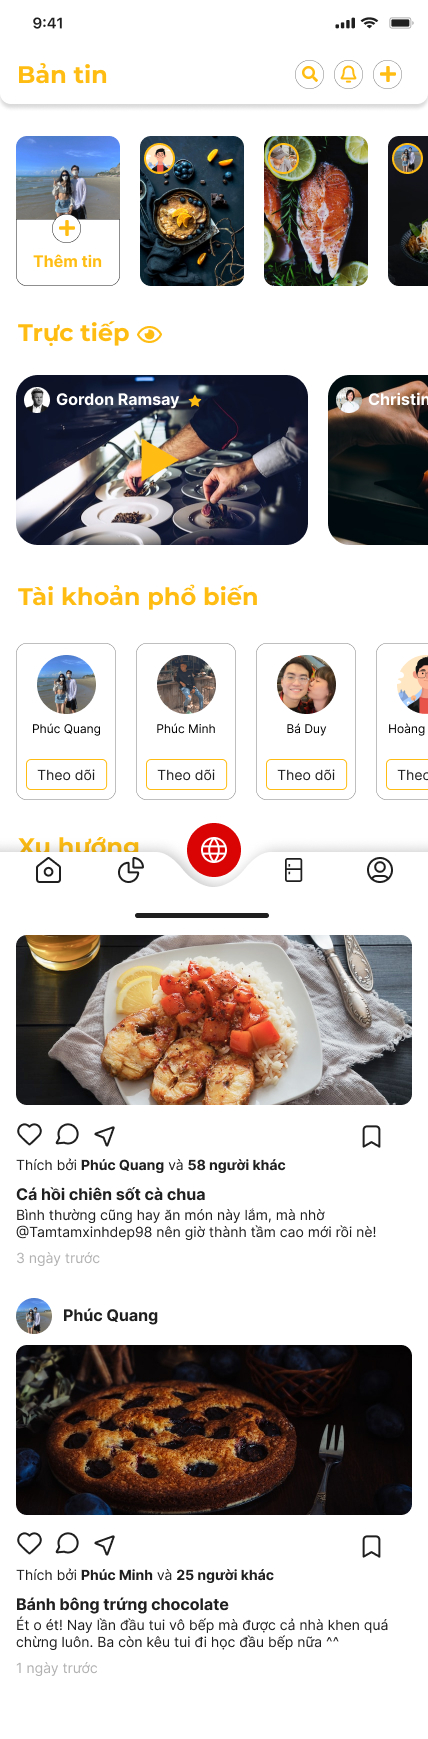 9:41
Bản tin
Thêm tin
Trực tiếp
Gordon Ramsay
Christin
Tài khoản phổ biến
Phúc Quang
Phúc Minh
Bá Duy
Hoàng
Theo dõi
Theo dõi
Theo dõi
Theo
Xu hướng
Thích bởi Phúc Quang và 58 người khác
Cá hồi chiên sốt cà chua
Bình thường cũng hay ăn món này lắm, mà nhờ
@Tamtamxinhdep98 nên giờ thành tầm cao mới rồi nè!
3 ngày trước
Phúc Quang
Thích bởi Phúc Minh và 25 người khác
Bánh bông trứng chocolate
Ét o ét! Nay lần đầu tui vô bếp mà được cả nhà khen quá
chừng luôn. Ba còn kêu tui đi học đầu bếp nữa ^^
1 ngày trước